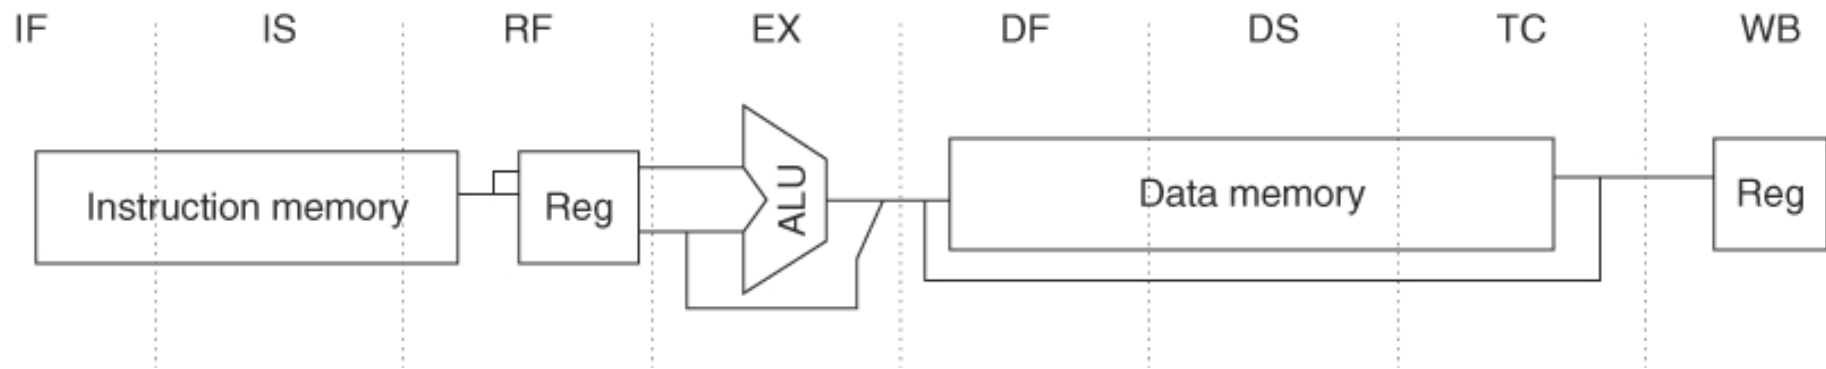 IF IS RF EX DF DS TC WB
Instruction memory Reg ALU Data memory Reg